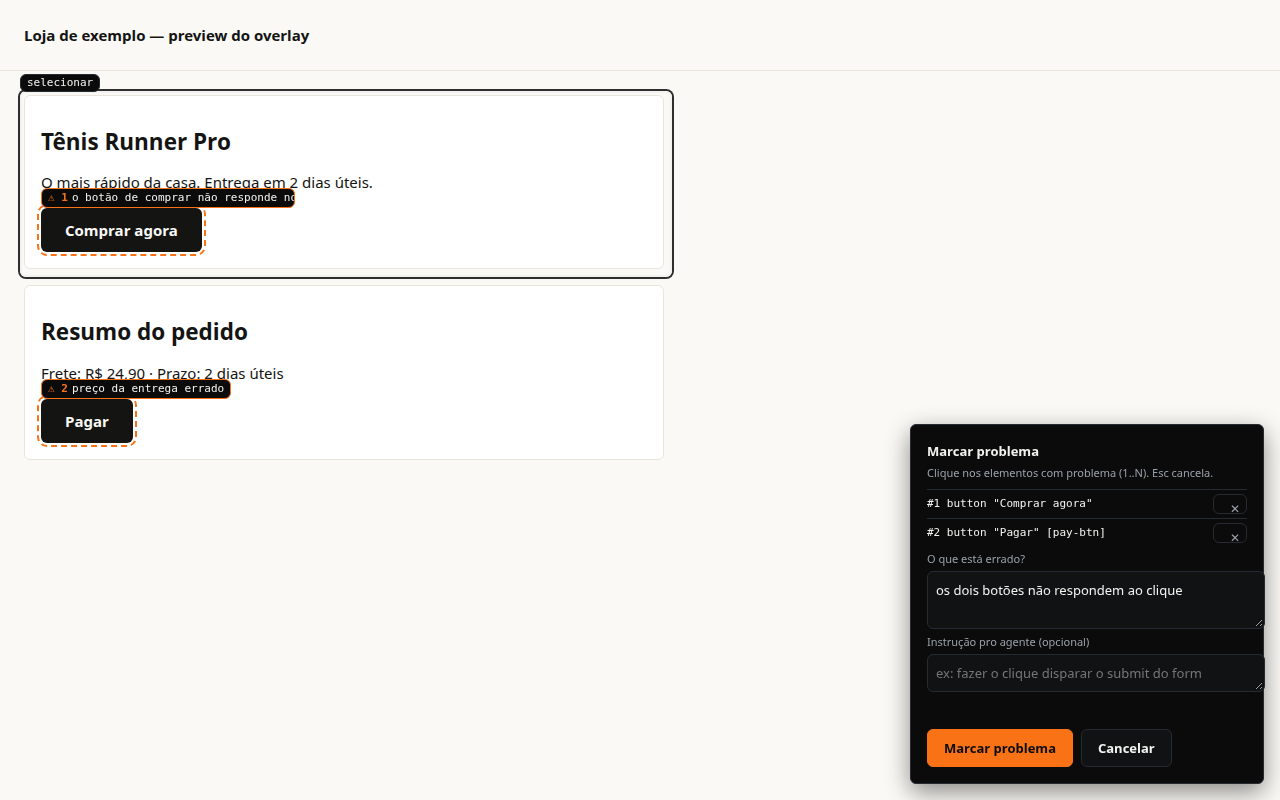 Loja de exemplo — preview do overlay
selecionar
Tênis Runner Pro
O mais rápido da casa. Entrega em 2 dias úteis.
⚠ 1 o botão de comprar não responde no
Comprar agora
Resumo do pedido
Frete: R$ 24,90 · Prazo: 2 dias úteis
⚠ 2 preço da entrega errado
Pagar
Marcar problema
Clique nos elementos com problema (1..N). Esc cancela.
#1 button "Comprar agora" ×
#2 button "Pagar" [pay-btn] ×
O que está errado?
os dois botões não respondem ao clique
Instrução pro agente (opcional)
ex: fazer o clique disparar o submit do form
Marcar problema Cancelar